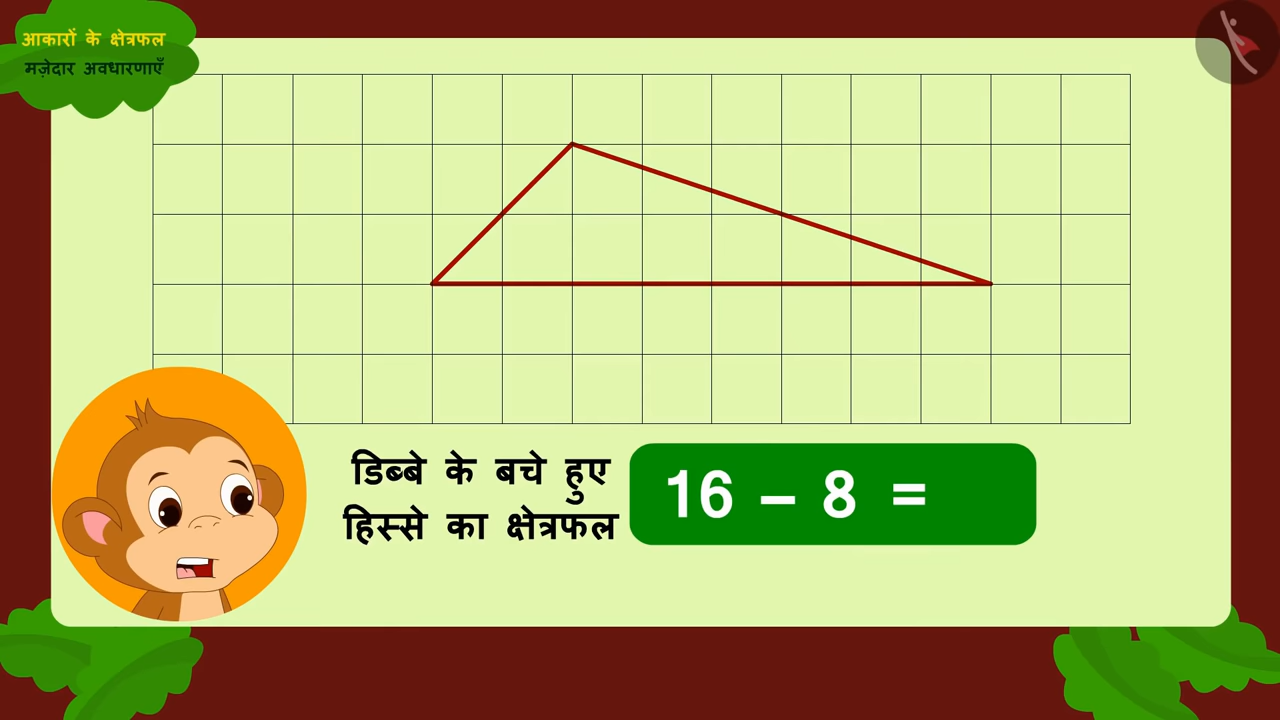 आकारों के क्षेत्रफल
मज़ेदार अवधारणाएँ
डिब्बे के बचे हुए
हिस्से का क्षेत्रफल
16 – 8 =